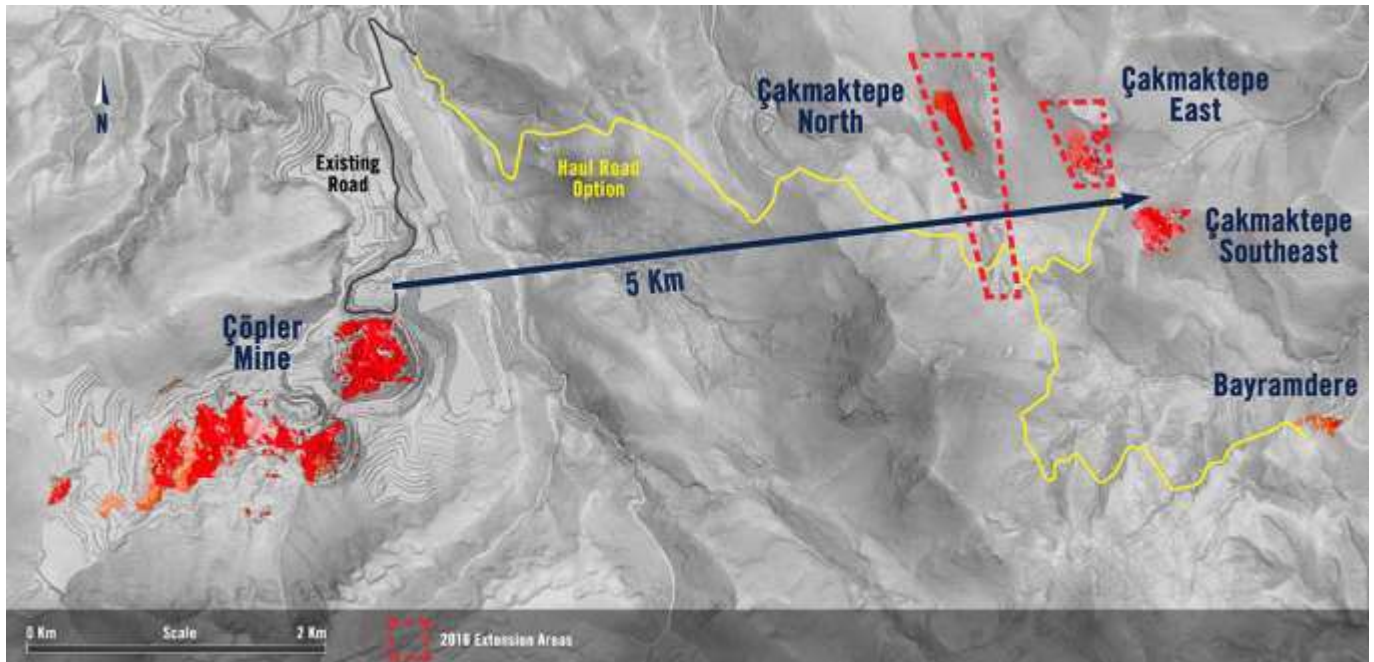 Çakmaktepe
North
Çakmaktepe
East
N
Existing
Road
Haul Road
Option
Çakmaktepe
Southeast
5 Km
Çöpler
Mine
Bayramdere
0 Km Scale 2 Km
2016 Extension Areas